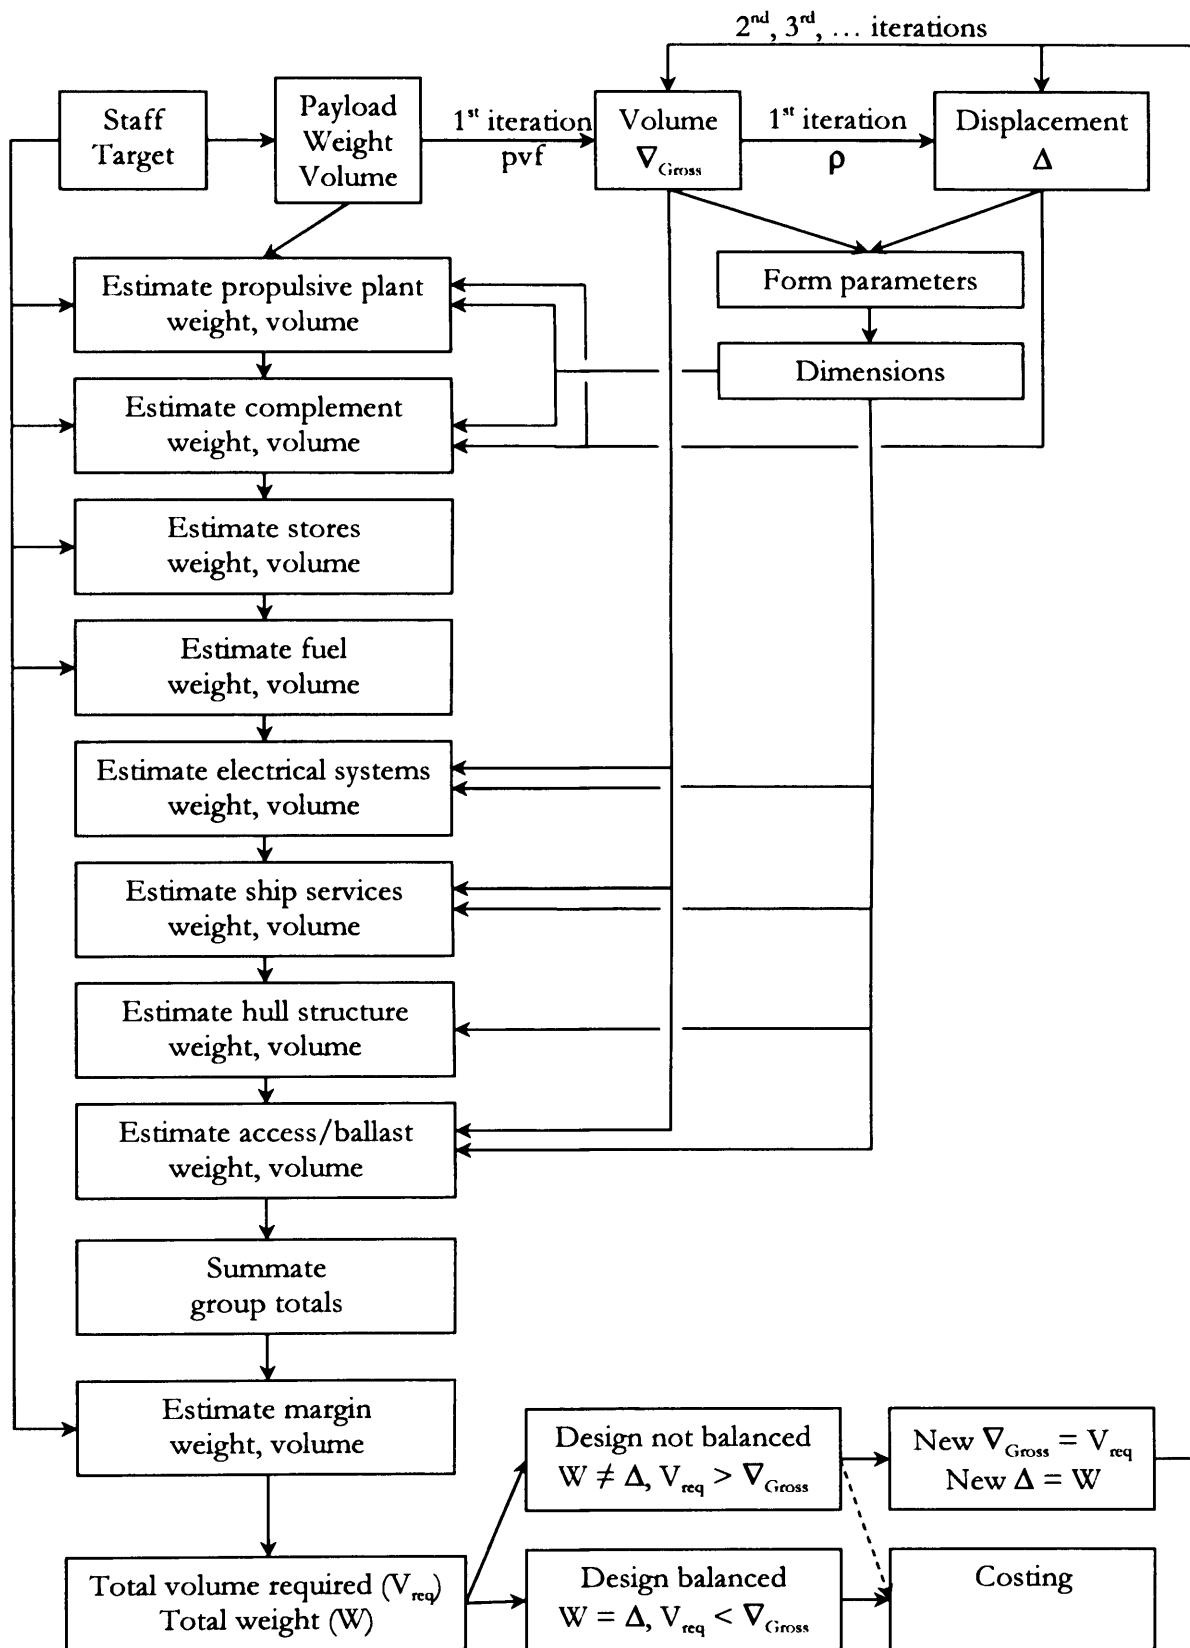 2nd, 3rd, … iterations
Staff
Target
Payload
Weight
Volume
1st iteration
pvf
Volume
∇Gross
1st iteration
ρ
Displacement
Δ
Estimate propulsive plant
weight, volume
Form parameters
Dimensions
Estimate complement
weight, volume
Estimate stores
weight, volume
Estimate fuel
weight, volume
Estimate electrical systems
weight, volume
Estimate ship services
weight, volume
Estimate hull structure
weight, volume
Estimate access/ballast
weight, volume
Summate
group totals
Estimate margin
weight, volume
Design not balanced
W ≠ Δ, Vreq > ∇Gross
New ∇Gross = Vreq
New Δ = W
Total volume required (Vreq)
Total weight (W)
Design balanced
W = Δ, Vreq < ∇Gross
Costing